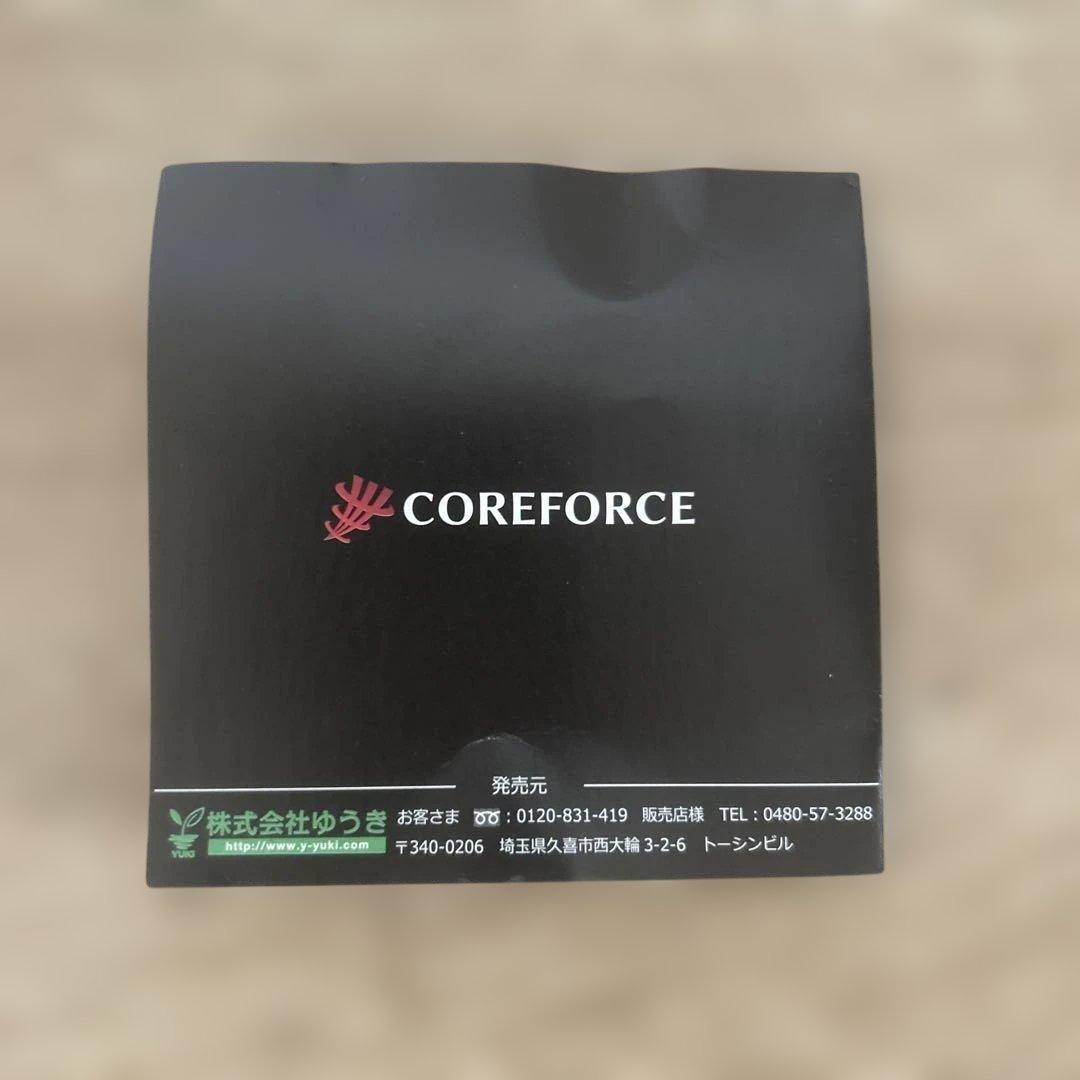 COREFORCE
発売元
YUKI 株式会社ゆうき お客さま :0120-831-419 販売店様 TEL:0480-57-3288
http://www.y-yuki.com 〒340-0206 埼玉県久喜市西大輪3-2-6 トーシンビル